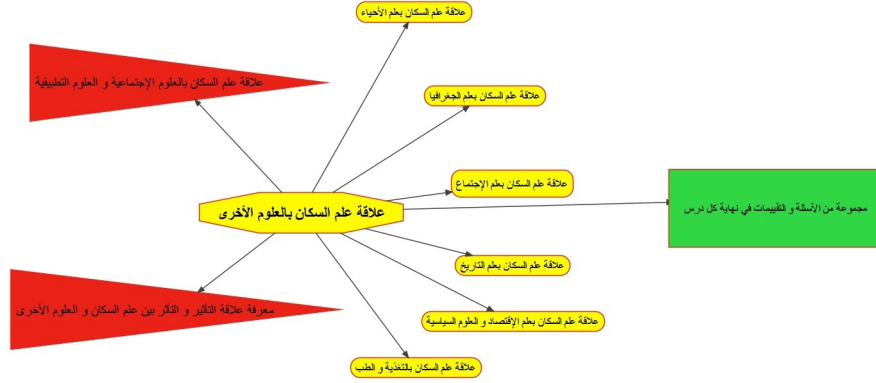 علاقة علم السكان بعلم الأحياء
علاقة علم السكان بالعلوم الإجتماعية و العلوم التطبيقية
علاقة علم السكان بعلم الجغرافيا
علاقة علم السكان بعلم الإجتماع
مجموعة من الأسئلة و التقييمات في نهاية كل درس
علاقة علم السكان بالعلوم الأخرى
علاقة علم السكان بعلم التاريخ
معرفة علاقة التأثير و التأثر بين علم السكان و العلوم الأخرى
علاقة علم السكان بعلم الإقتصاد و العلوم السياسية
علاقة علم السكان بالتغذية و الطب